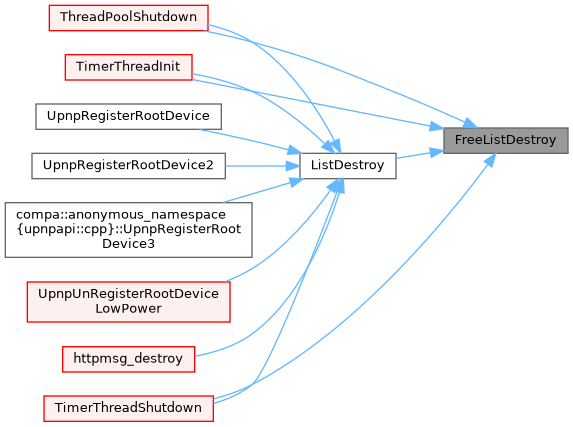 ThreadPoolShutdown
TimerThreadInit
UpnpRegisterRootDevice
UpnpRegisterRootDevice2
compa::anonymous_namespace
{upnpapi::cpp}::UpnpRegisterRoot
Device3
UpnpUnRegisterRootDevice
LowPower
httpmsg_destroy
TimerThreadShutdown
ListDestroy
FreeListDestroy